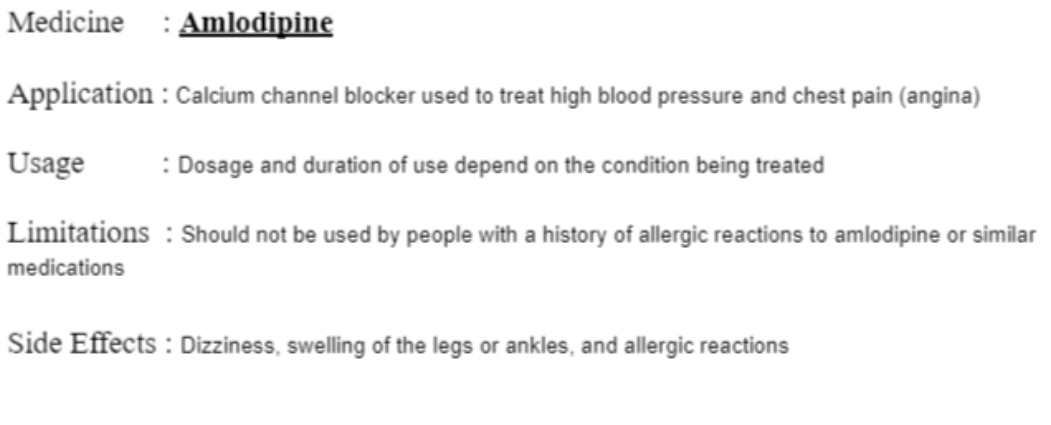 Medicine : Amlodipine
Application : Calcium channel blocker used to treat high blood pressure and chest pain (angina)
Usage : Dosage and duration of use depend on the condition being treated
Limitations : Should not be used by people with a history of allergic reactions to amlodipine or similar
medications
Side Effects : Dizziness, swelling of the legs or ankles, and allergic reactions